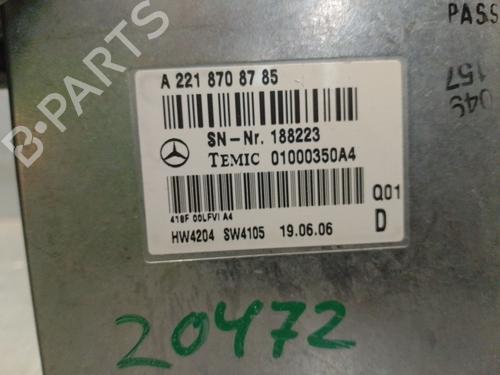 PASS
049
157
A 221 870 87 85
SN-Nr. 188223
TEMIC 01000350A4
Q01
418F 00LFVI A4
D
HW4204 SW4105 19.06.06
20472
B-PARTS